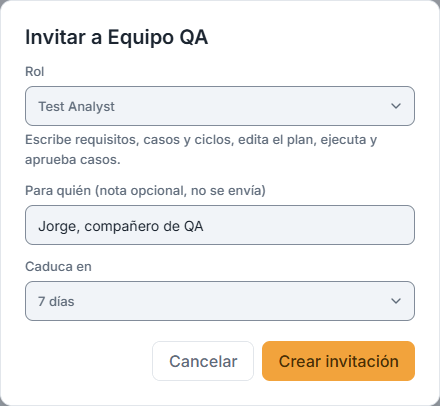 Invitar a Equipo QA
Rol
Test Analyst
Escribe requisitos, casos y ciclos, edita el plan, ejecuta y
aprueba casos.
Para quién (nota opcional, no se envía)
Jorge, compañero de QA
Caduca en
7 días
Cancelar
Crear invitación